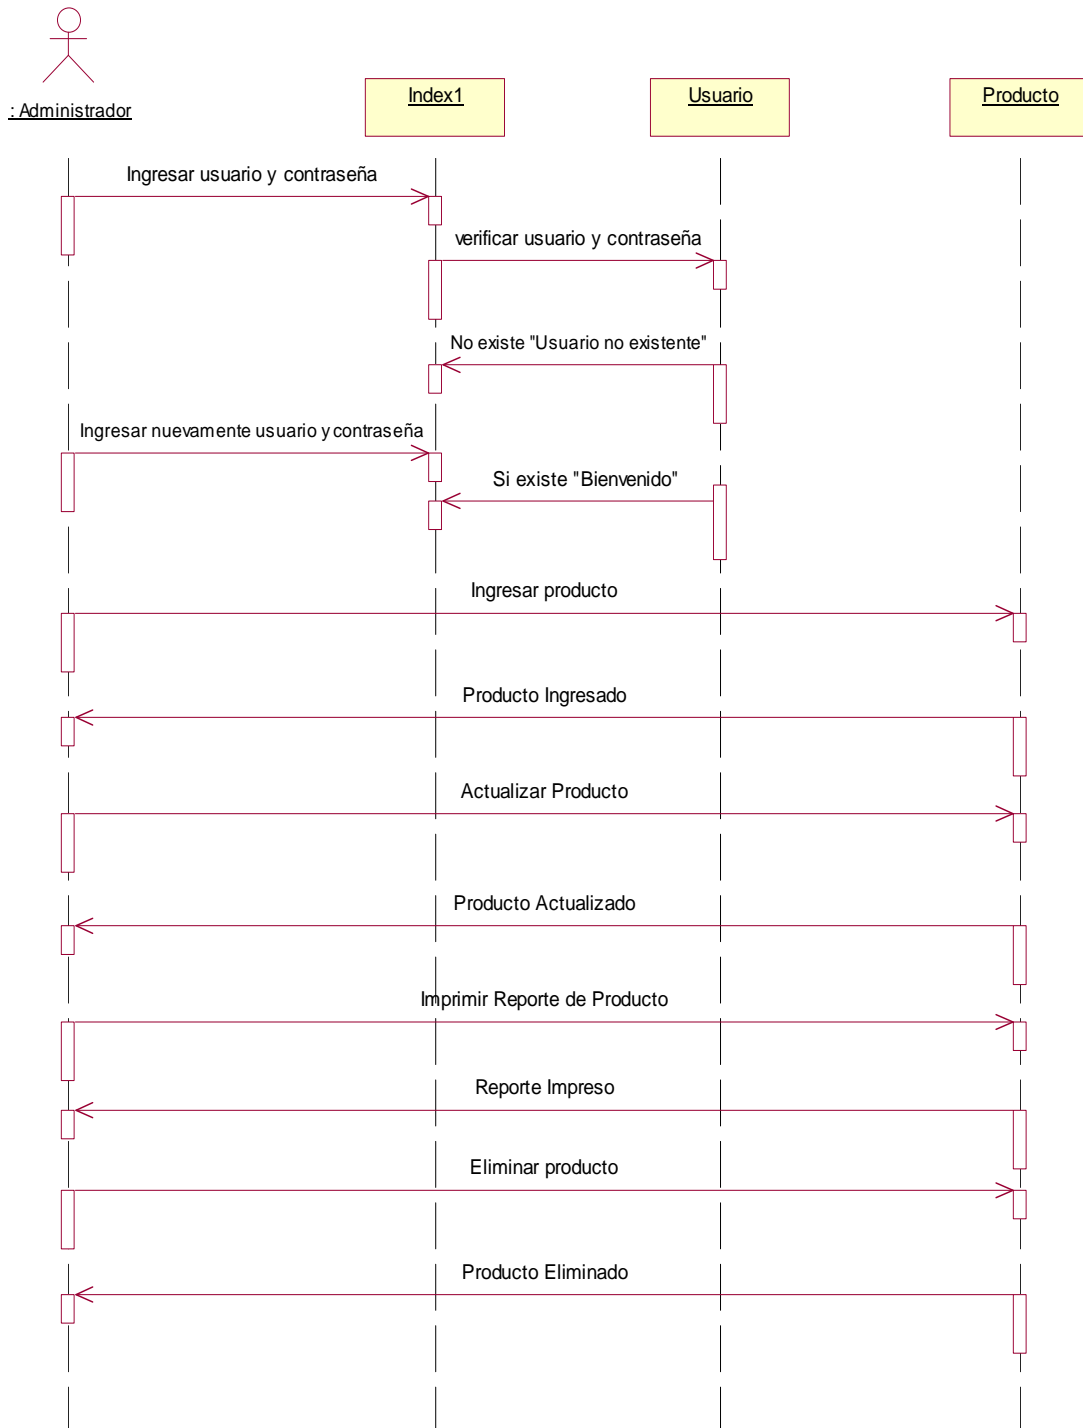 : Administrador
Index1
Usuario
Producto
Ingresar usuario y contraseña
verificar usuario y contraseña
No existe "Usuario no existente"
Ingresar nuevamente usuario y contraseña
Si existe "Bienvenido"
Ingresar producto
Producto Ingresado
Actualizar Producto
Producto Actualizado
Imprimir Reporte de Producto
Reporte Impreso
Eliminar producto
Producto Eliminado